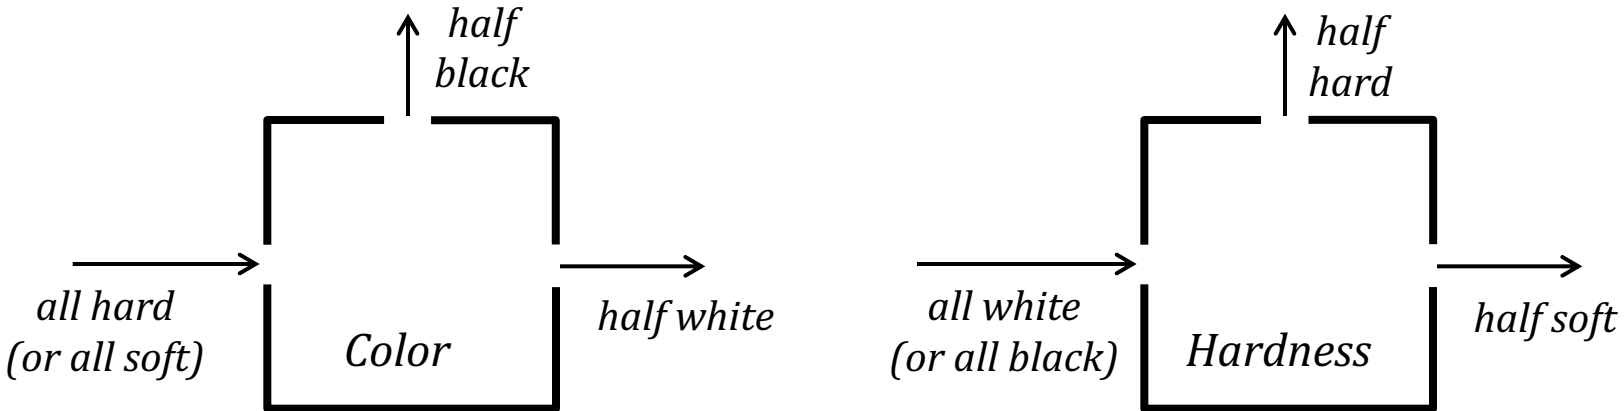 half
black
all hard
(or all soft)
Color
half white
half
hard
all white
(or all black)
Hardness
half soft